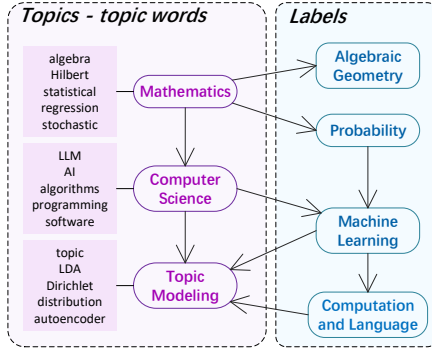 Topics - topic words
algebra
Hilbert
statistical
regression
stochastic
Mathematics
LLM
AI
algorithms
programming
software
Computer
Science
topic
LDA
Dirichlet
distribution
autoencoder
Topic
Modeling
Labels
Algebraic
Geometry
Probability
Machine
Learning
Computation
and Language